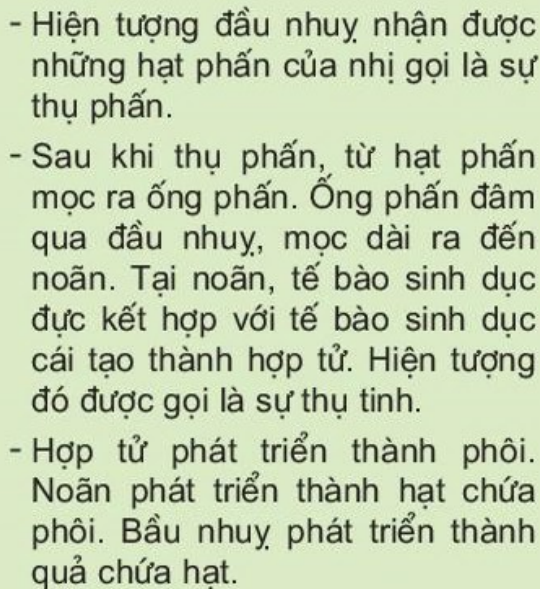 - Hiện tượng đầu nhuỵ nhận được
những hạt phấn của nhị gọi là sự
thụ phấn.
- Sau khi thụ phấn, từ hạt phấn
mọc ra ống phấn. Ống phấn đâm
qua đầu nhuỵ, mọc dài ra đến
noãn. Tại noãn, tế bào sinh dục
đực kết hợp với tế bào sinh dục
cái tạo thành hợp tử. Hiện tượng
đó được gọi là sự thụ tinh.
- Hợp tử phát triển thành phôi.
Noãn phát triển thành hạt chứa
phôi. Bầu nhuỵ phát triển thành
quả chứa hạt.